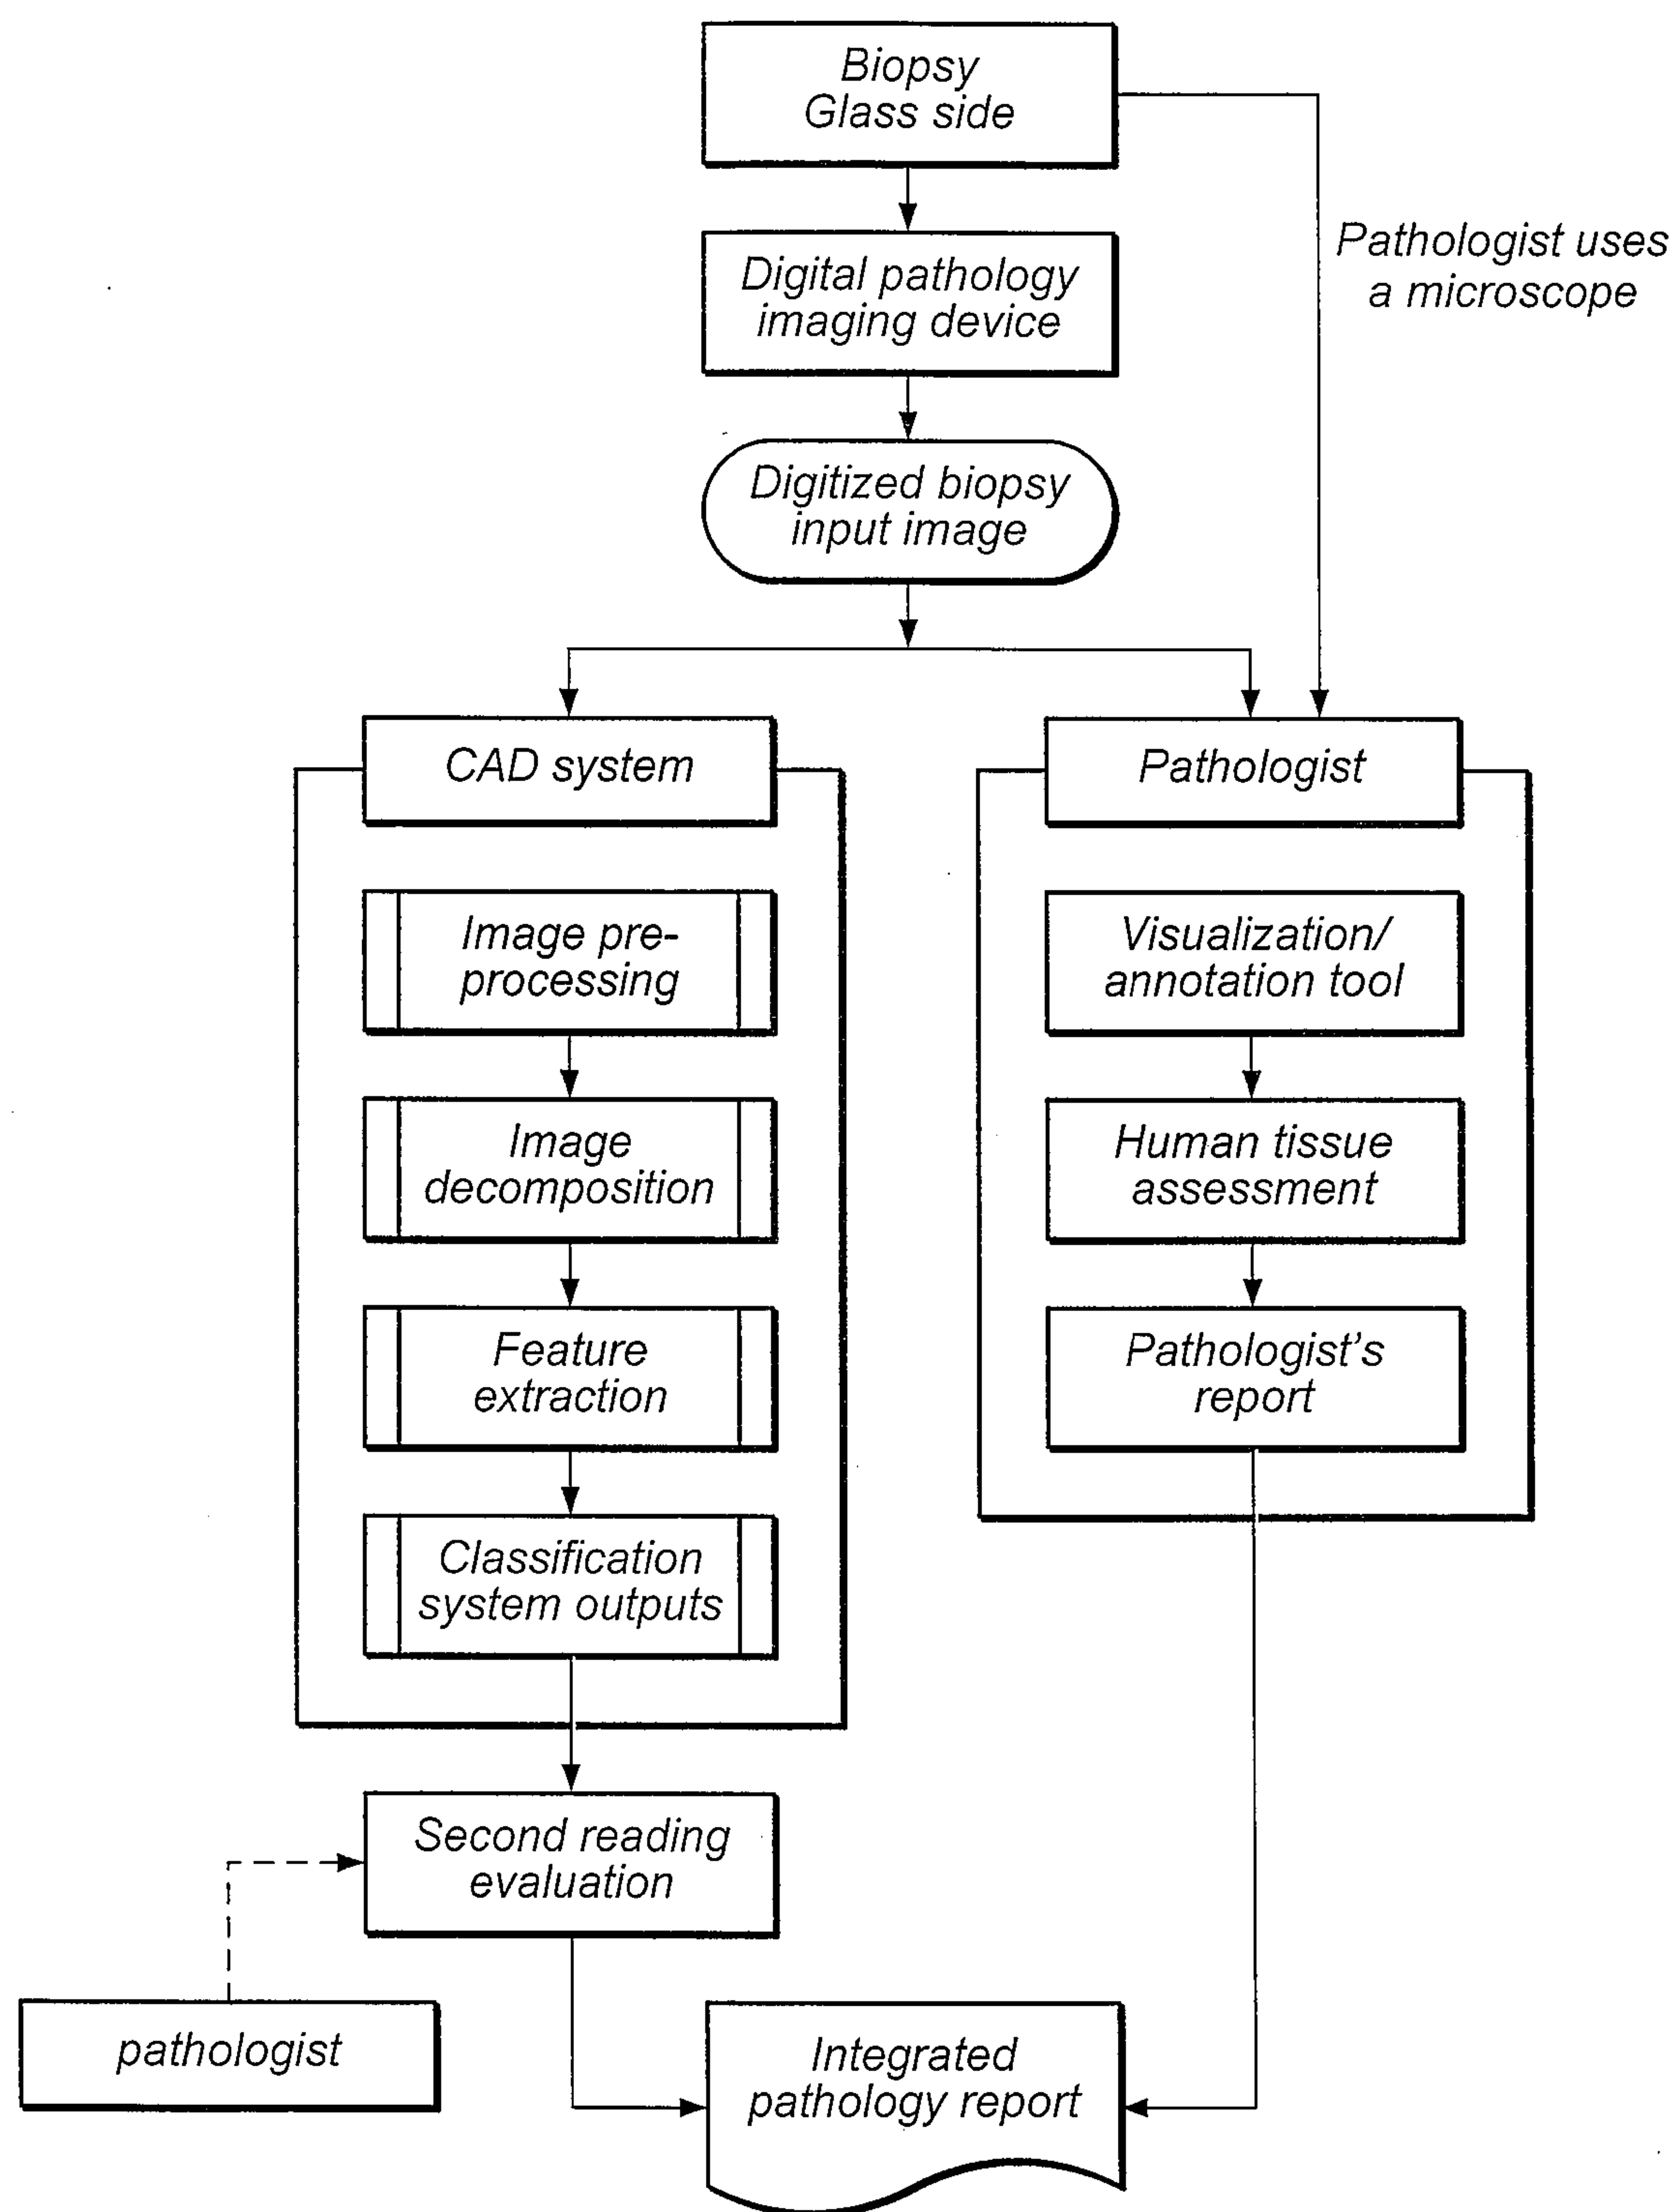 Biopsy
Glass side
Pathologist uses
a microscope
Digital pathology
imaging device
Digitized biopsy
input image
CAD system
Pathologist
Image pre-
processing
Visualization/
annotation tool
Image
decomposition
Human tissue
assessment
Feature
extraction
Pathologist's
report
Classification
system outputs
Second reading
evaluation
pathologist
Integrated
pathology report